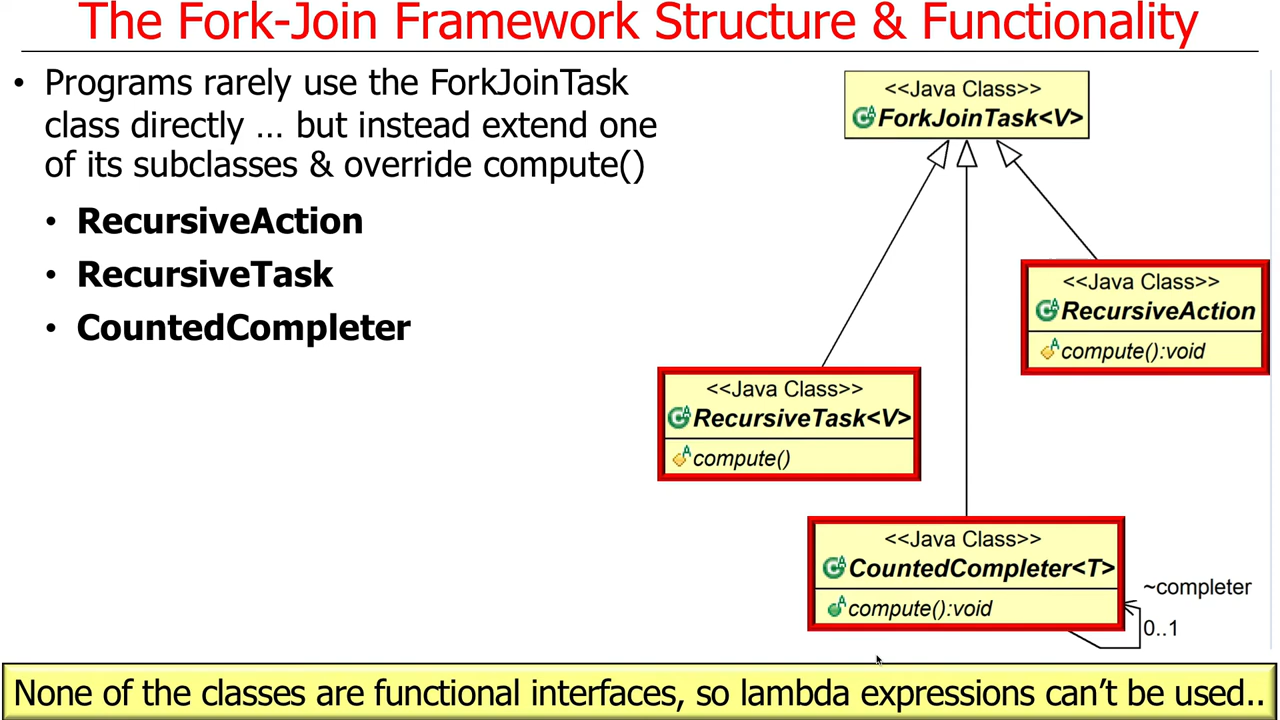 The Fork-Join Framework Structure & Functionality
• Programs rarely use the ForkJoinTask
class directly … but instead extend one
of its subclasses & override compute()
• RecursiveAction
• RecursiveTask
• CountedCompleter
<<Java Class>>
ForkJoinTask<V>
<<Java Class>>
RecursiveAction
compute():void
<<Java Class>>
RecursiveTask<V>
compute()
<<Java Class>>
CountedCompleter<T>
compute():void
~completer
0..1
None of the classes are functional interfaces, so lambda expressions can’t be used..